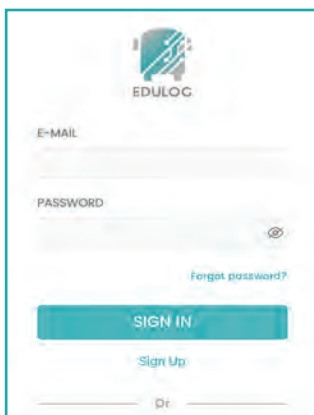 EDULOG
E-MAIL
PASSWORD
Forgot password?
SIGN IN
Sign Up
Or